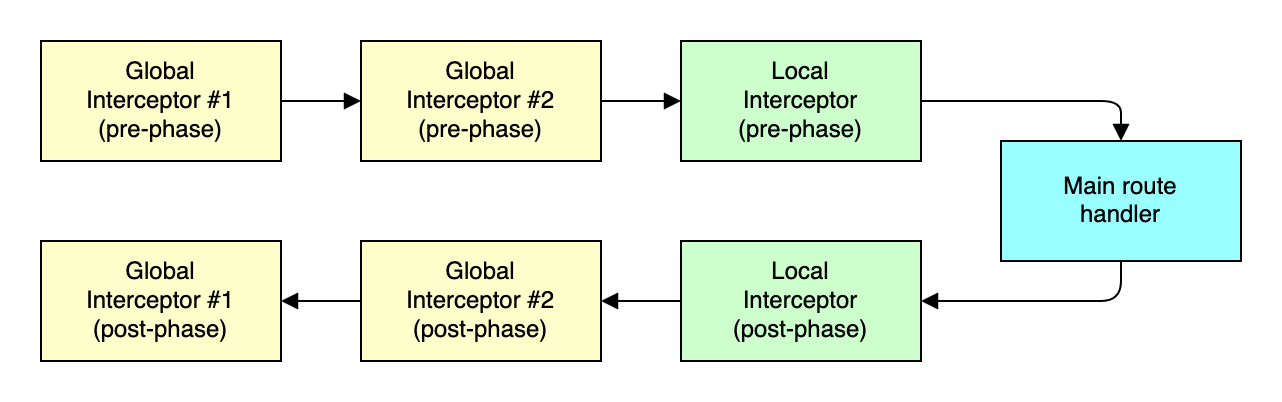 Global
Interceptor #1
(pre-phase)
Global
Interceptor #2
(pre-phase)
Local
Interceptor
(pre-phase)
Main route
handler
Global
Interceptor #1
(post-phase)
Global
Interceptor #2
(post-phase)
Local
Interceptor
(post-phase)